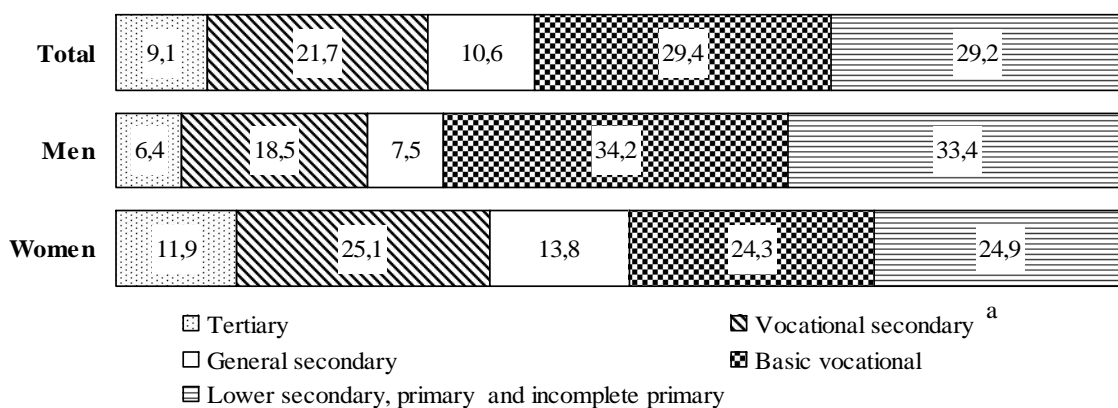 Total 9,1 21,7 10,6 29,4 29,2
Men 6,4 18,5 7,5 34,2 33,4
Women 11,9 25,1 13,8 24,3 24,9
Tertiary Vocational secondary a
General secondary Basic vocational
Lower secondary, primary and incomplete primary